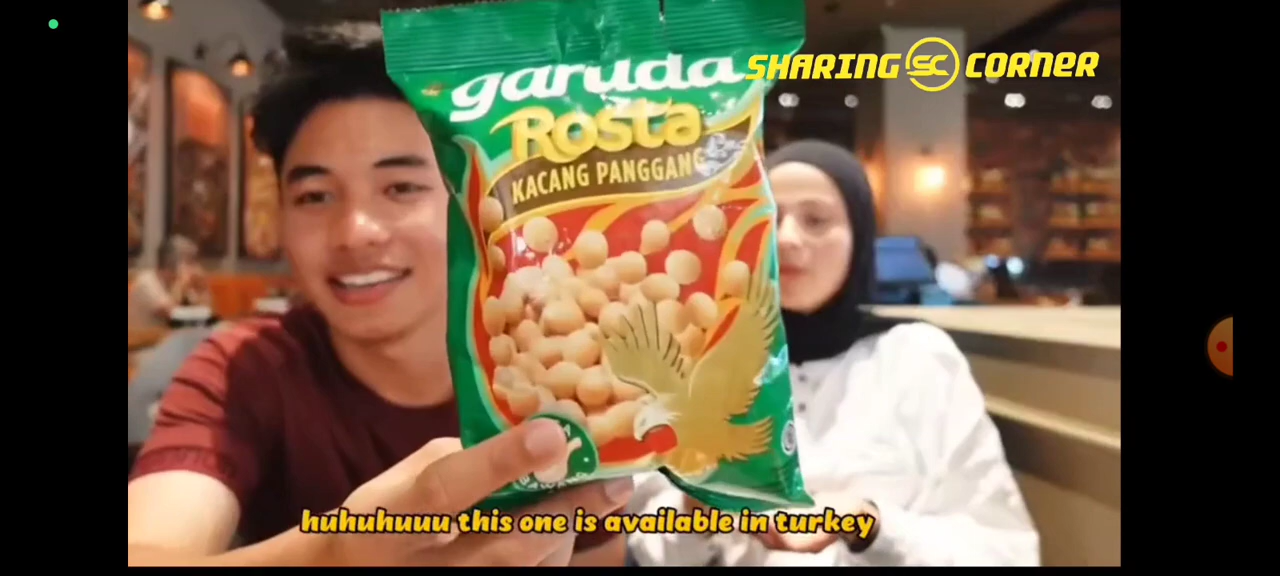 garuda
SHARING SC CORNER
Rosta
KACANG PANGGANG
huhuhuuu this one is available in turkey